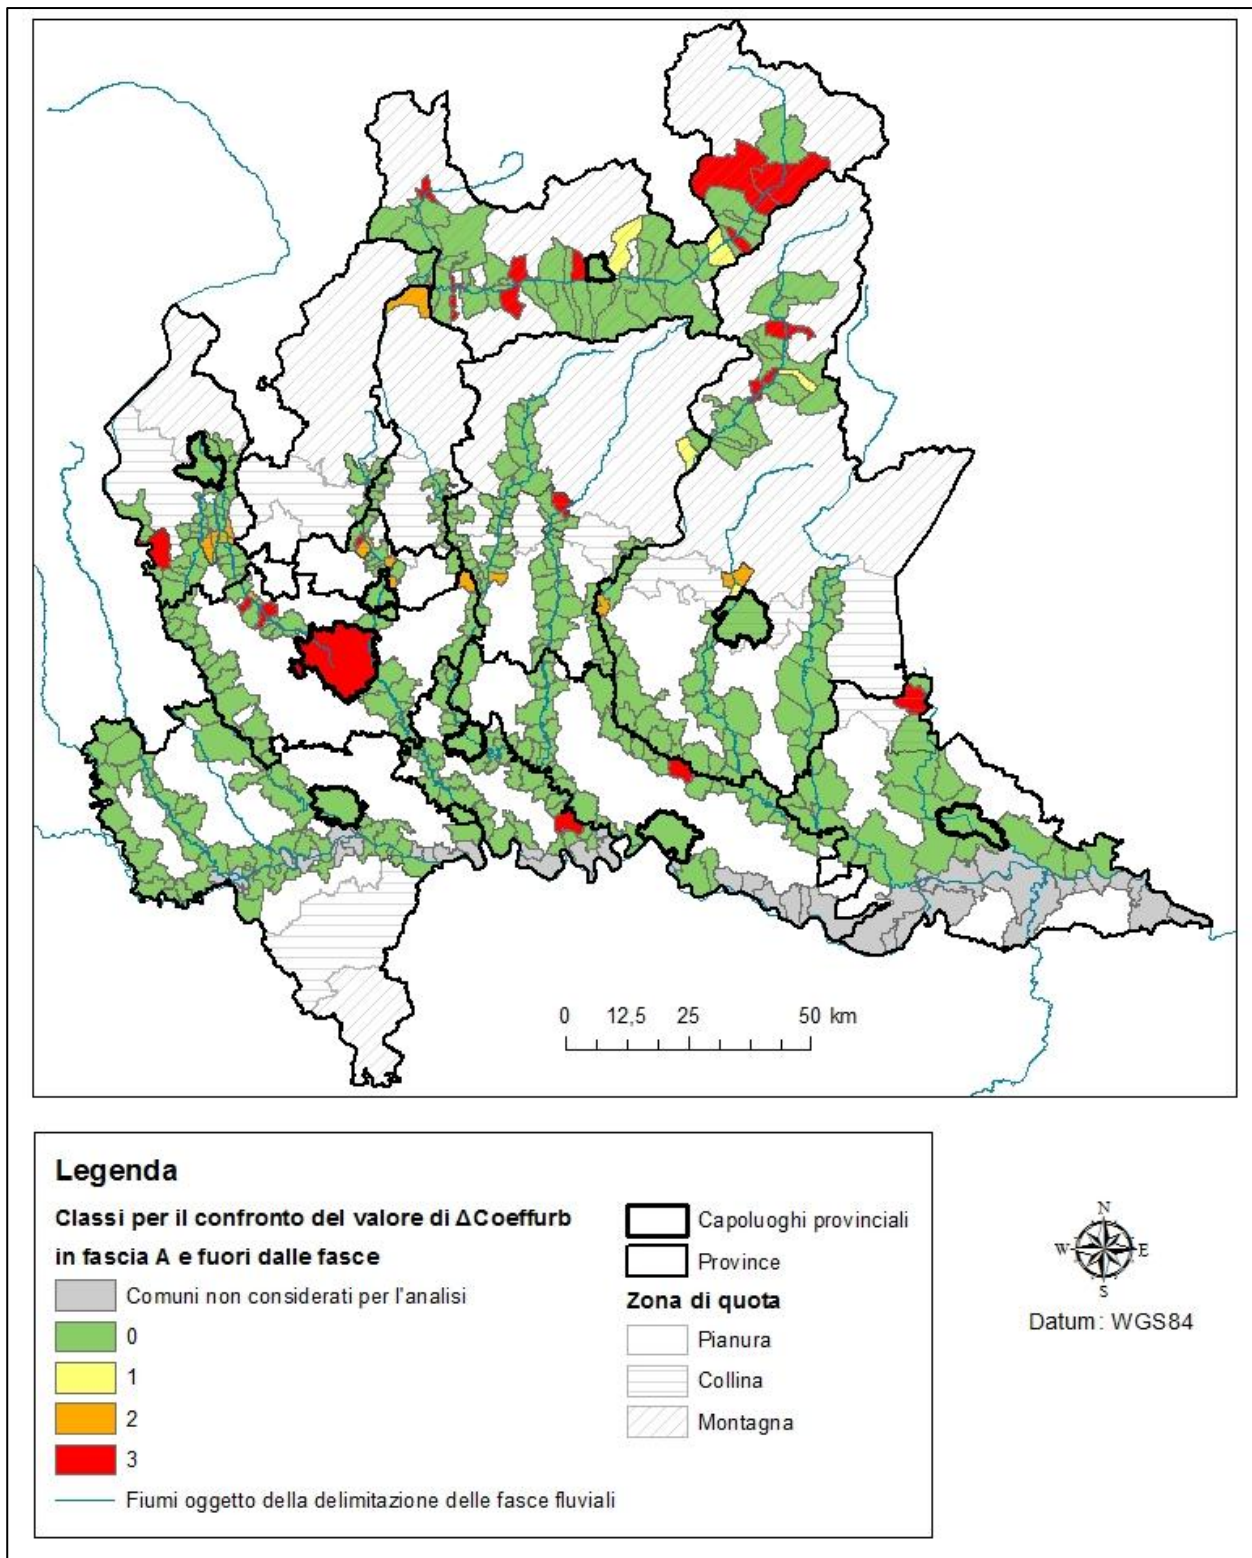 0 12,5 25 50 km
Legenda
Classi per il confronto del valore di ΔCoeffurb
in fascia A e fuori dalle fasce
Comuni non considerati per l'analisi
0
1
2
3
Fiumi oggetto della delimitazione delle fasce fluviali
Capoluoghi provinciali
Province
Zona di quota
Pianura
Collina
Montagna
N
W E
S
Datum: WGS84